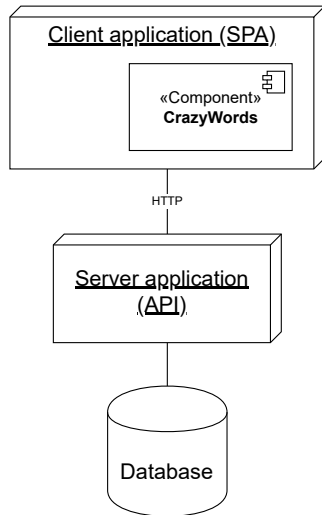 Client application (SPA)
«Component»
CrazyWords
HTTP
Server application
(API)
Database